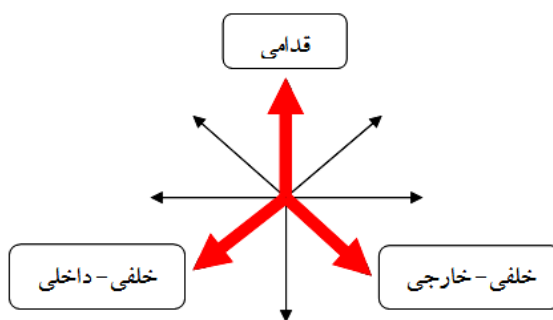 قدامی
خلفی - خارجی
خلفی - داخلی